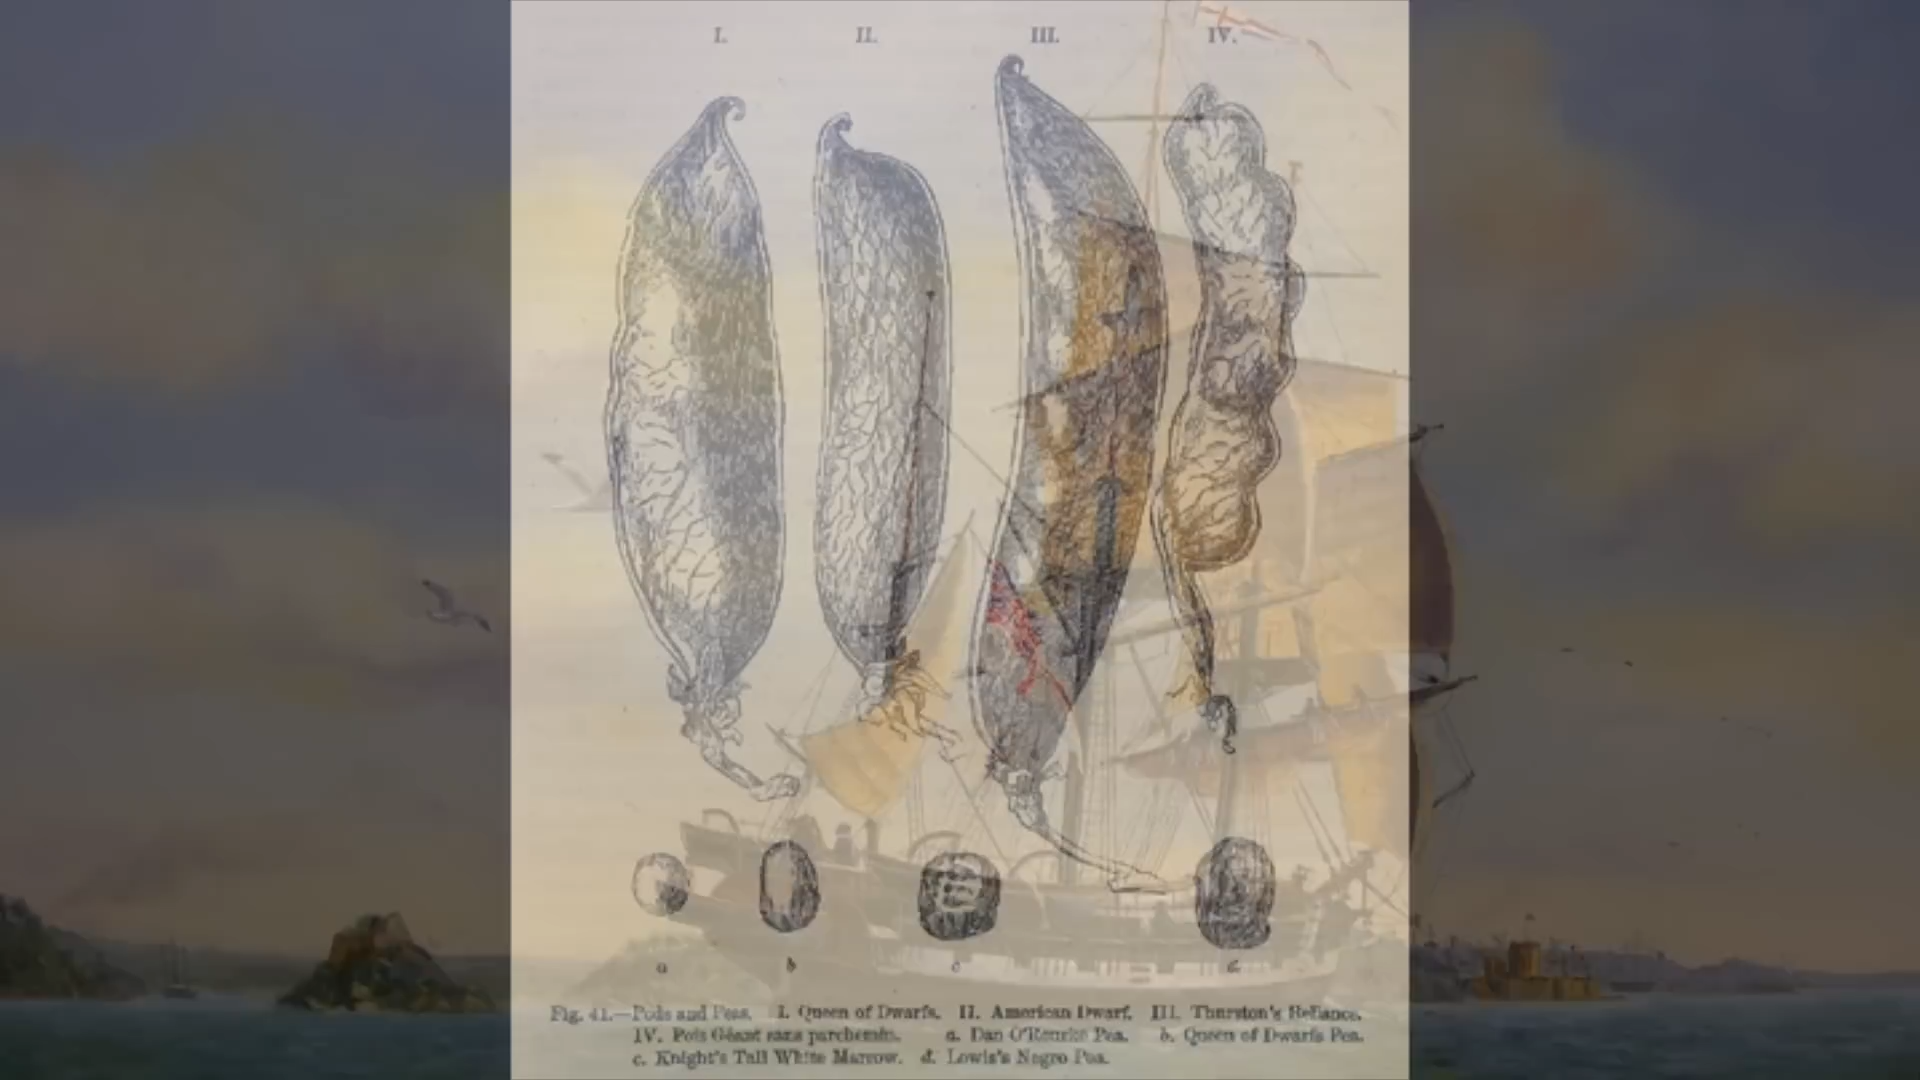 I. II. III. IV.
a b c d
Fig. 41.—Pods and Peas. I. Queen of Dwarfs. II. American Dwarf. III. Thurston's Reliance.
IV. Pois Géant sans parchemin. a. Dan O'Rourke Pea. b. Queen of Dwarfs Pea.
c. Knight's Tall White Marrow. d. Lewis's Negro Pea.